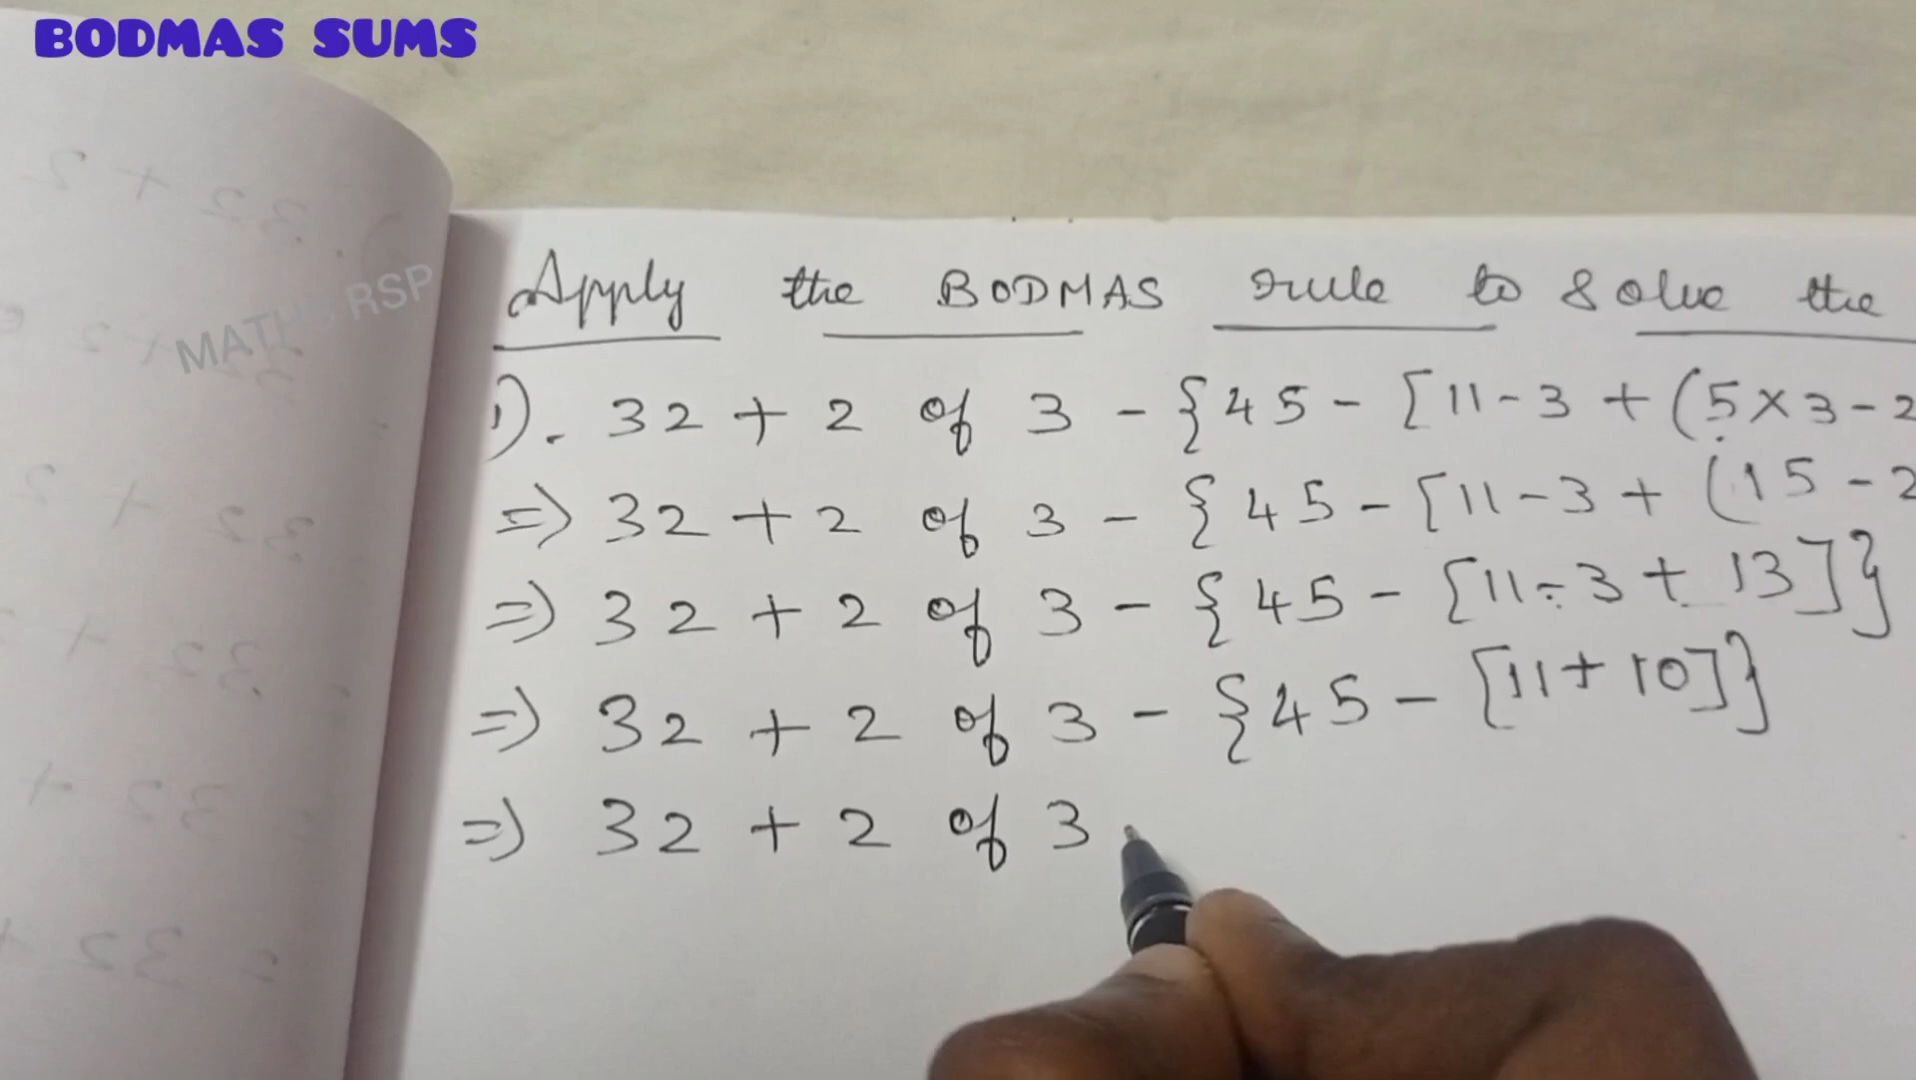 BODMAS SUMS
MATHS RSP
Apply the BODMAS rule to solve the
1). 32 + 2 of 3 - {45 - [11-3 + (5×3-2
=> 32 + 2 of 3 - {45 - [11-3 + (15-2
=> 32 + 2 of 3 - {45 - [11-3 + 13]}
=> 32 + 2 of 3 - {45 - [11+10]}
=> 32 + 2 of 3